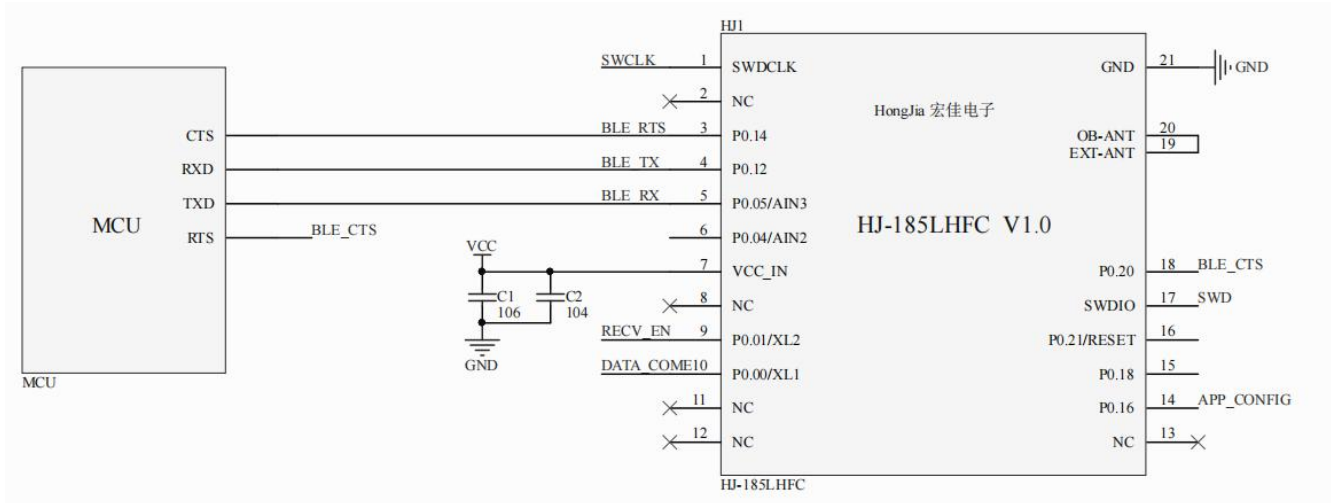 HJ1
SWCLK 1 SWDCLK GND 21 GND
2 NC
HongJia 宏佳电子
CTS BLE_RTS 3 P0.14 OB-ANT 20
EXT-ANT 19
RXD BLE_TX 4 P0.12
TXD BLE_RX 5 P0.05/AIN3
MCU HJ-185LHFC V1.0
RTS BLE_CTS 6 P0.04/AIN2
VCC
7 VCC_IN P0.20 18 BLE_CTS
C1 C2 8 NC SWDIO 17 SWD
106 104
RECV_EN 9 P0.01/XL2 P0.21/RESET 16
GND
DATA_COME10 P0.00/XL1 P0.18 15
MCU
11 NC P0.16 14 APP_CONFIG
12 NC NC 13
HJ-185LHFC